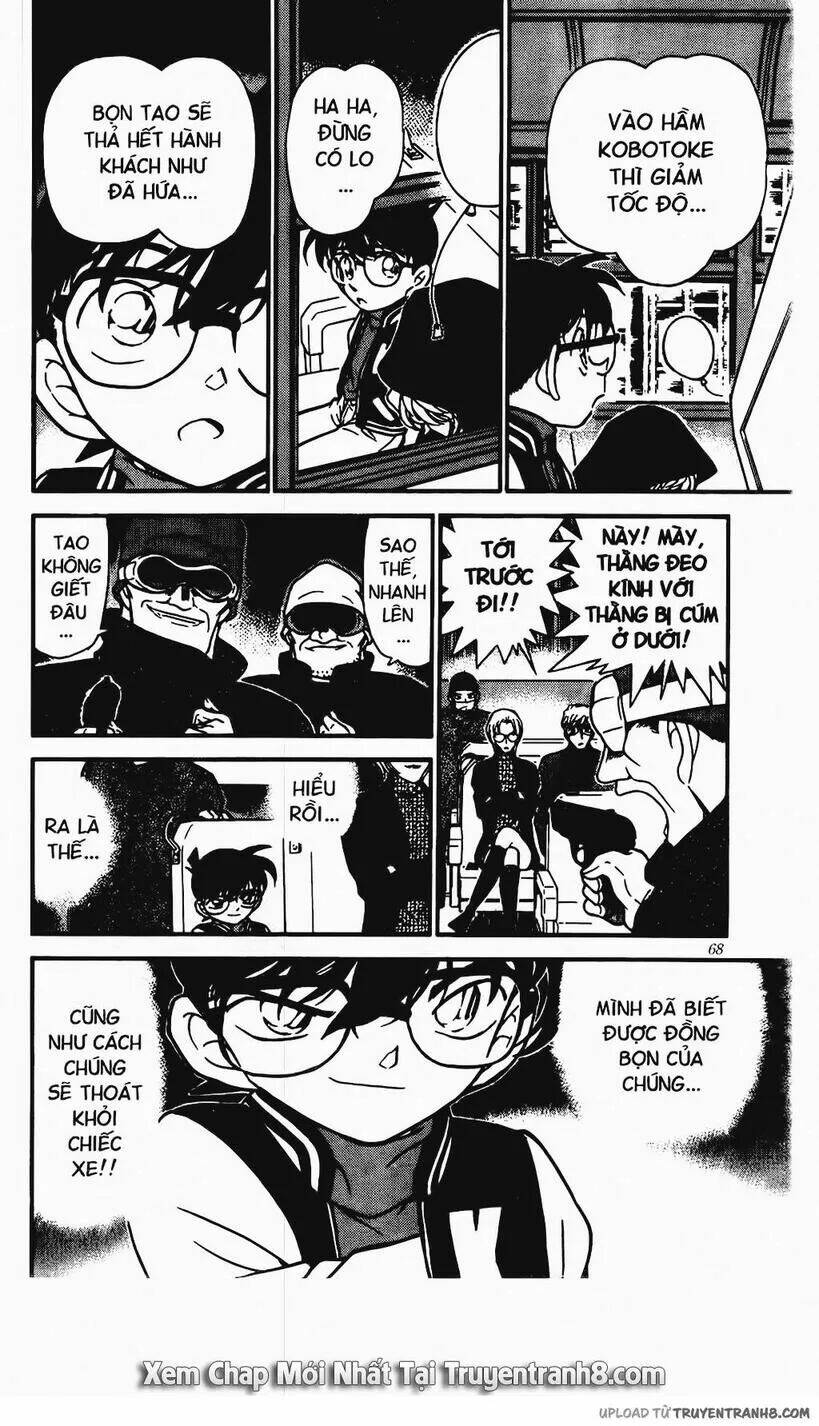 VÀO HẦM
KOBOTOKE
THÌ GIẢM
TỐC ĐỘ...
HA HA,
ĐỪNG
CÓ LO
...
BỌN TAO SẼ
THẢ HẾT HÀNH
KHÁCH NHƯ
ĐÃ HỨA...
NÀY! MÀY,
THẰNG ĐEO
KÍNH VỚI
THẰNG BỊ CÚM
Ở DƯỚI!
TỚI
TRƯỚC
ĐI!!
SAO
THẾ,
NHANH
LÊN
...
TAO
KHÔNG
GIẾT
ĐÂU
...
HIỂU
RỒI...
RA LÀ
THẾ...
68
MÌNH ĐÃ BIẾT
ĐƯỢC ĐỒNG
BỌN CỦA
CHÚNG...
CŨNG
NHƯ CÁCH
CHÚNG
SẼ THOÁT
KHỎI
CHIẾC
XE!!
Xem Chap Mới Nhất Tại Truyentranh8.com
UPLOAD TỪ TRUYENTRANH8.COM